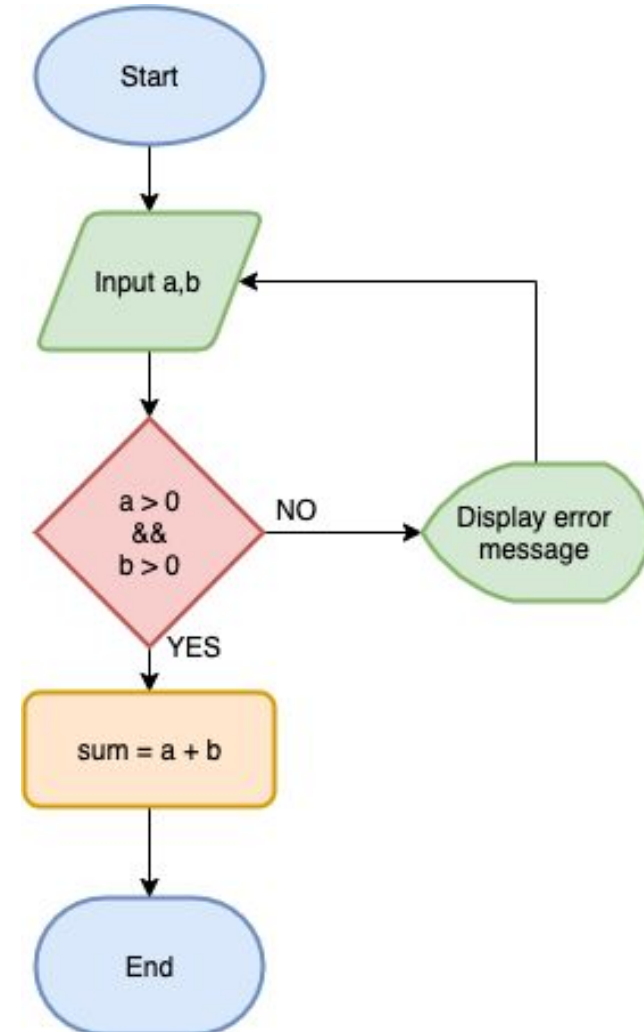 Start
Input a,b
a > 0
&&
b > 0
NO
Display error
message
YES
sum = a + b
End